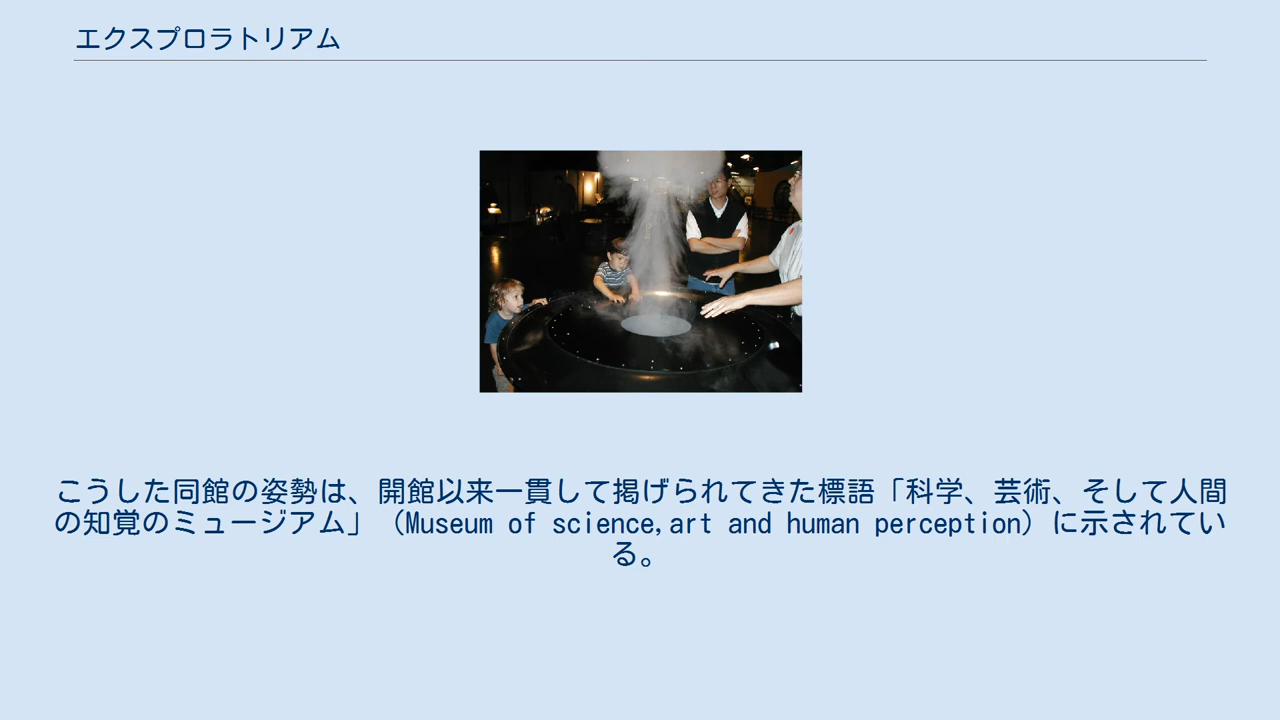 エクスプロラトリアム
こうした同館の姿勢は、開館以来一貫して掲げられてきた標語「科学、芸術、そして人間
の知覚のミュージアム」（Museum of science,art and human perception）に示されてい
る。